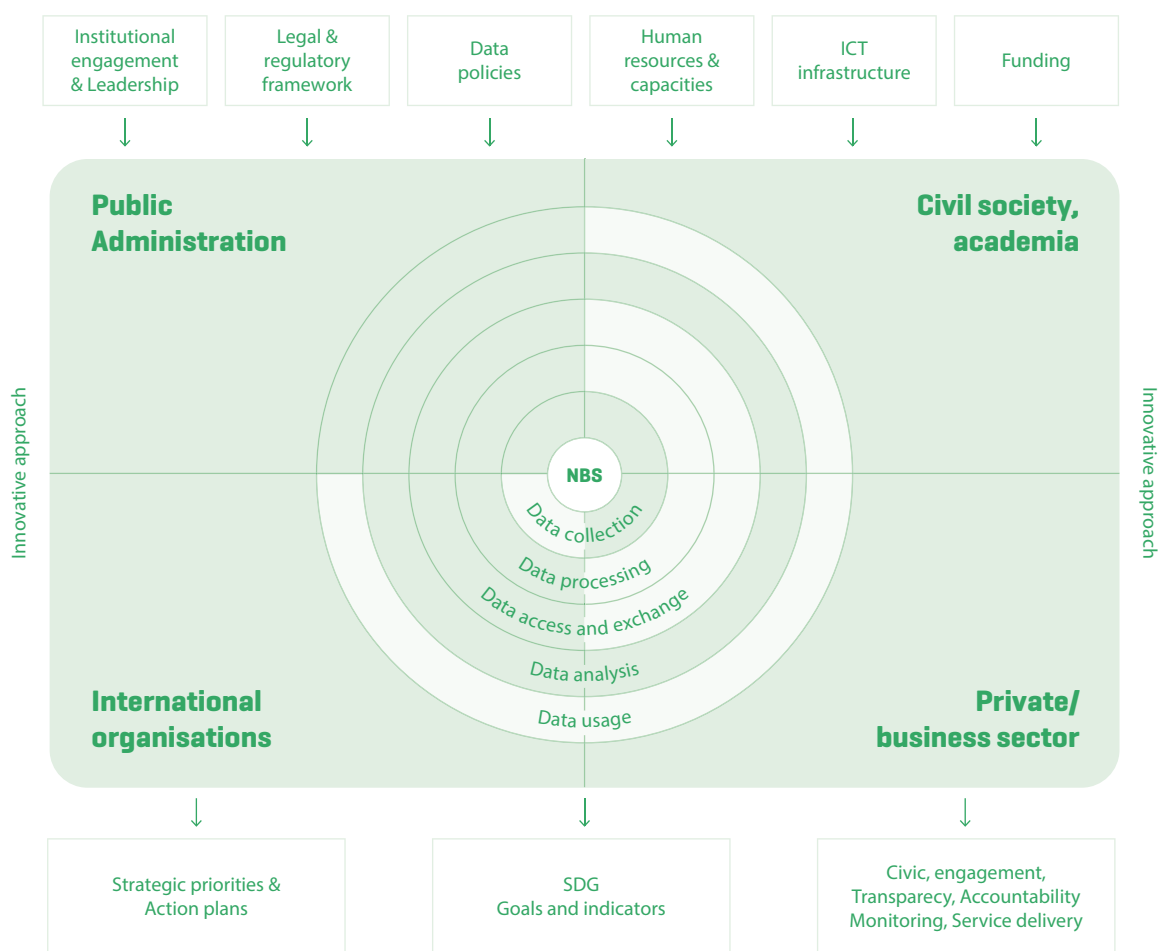 Institutional
engagement
& Leadership
Legal &
regulatory
framework
Data
policies
Human
resources &
capacities
ICT
infrastructure
Funding
Public
Administration
Civil society,
academia
Innovative approach
Innovative approach
NBS
Data collection
Data processing
Data access and exchange
Data analysis
Data usage
International
organisations
Private/
business sector
Strategic priorities &
Action plans
SDG
Goals and indicators
Civic, engagement,
Transparecy, Accountability
Monitoring, Service delivery